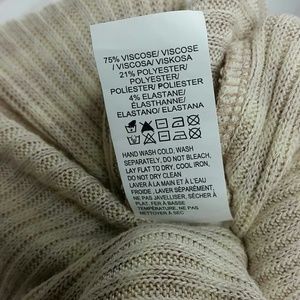 75% VISCOSE/ VISCOSE
/ VISCOSA/ VISKOSA
21% POLYESTER/
POLYESTER/
POLIÉSTER/ POLIESTER
4% ELASTANE/
ÉLASTHANNE/
ELASTANO/ ELASTANA
HAND WASH COLD, WASH
SEPARATELY, DO NOT BLEACH,
LAY FLAT TO DRY, COOL IRON,
DO NOT DRY CLEAN
LAVER À LA MAIN ET À L'EAU
FROIDE , LAVER SÉPARÉMENT,
NE PAS JAVELLISER, SÉCHER À
PLAT, FER À BASSE
TEMPÉRATURE, NE PAS
NETTOYER À SEC